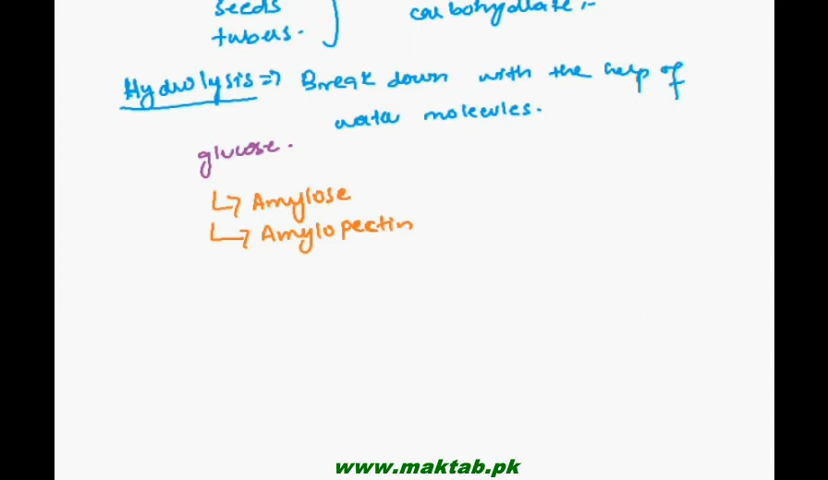 seeds
tubers.
carbohydrate :-
Hydrolysis => Break down with the help of
water molecules.
glucose.
↳ Amylose
↳ Amylopectin
www.maktab.pk